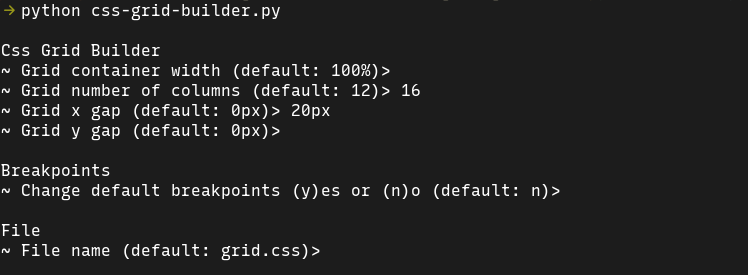 → python css-grid-builder.py
Css Grid Builder
~ Grid container width (default: 100%)>
~ Grid number of columns (default: 12)> 16
~ Grid x gap (default: 0px)> 20px
~ Grid y gap (default: 0px)>
Breakpoints
~ Change default breakpoints (y)es or (n)o (default: n)>
File
~ File name (default: grid.css)>